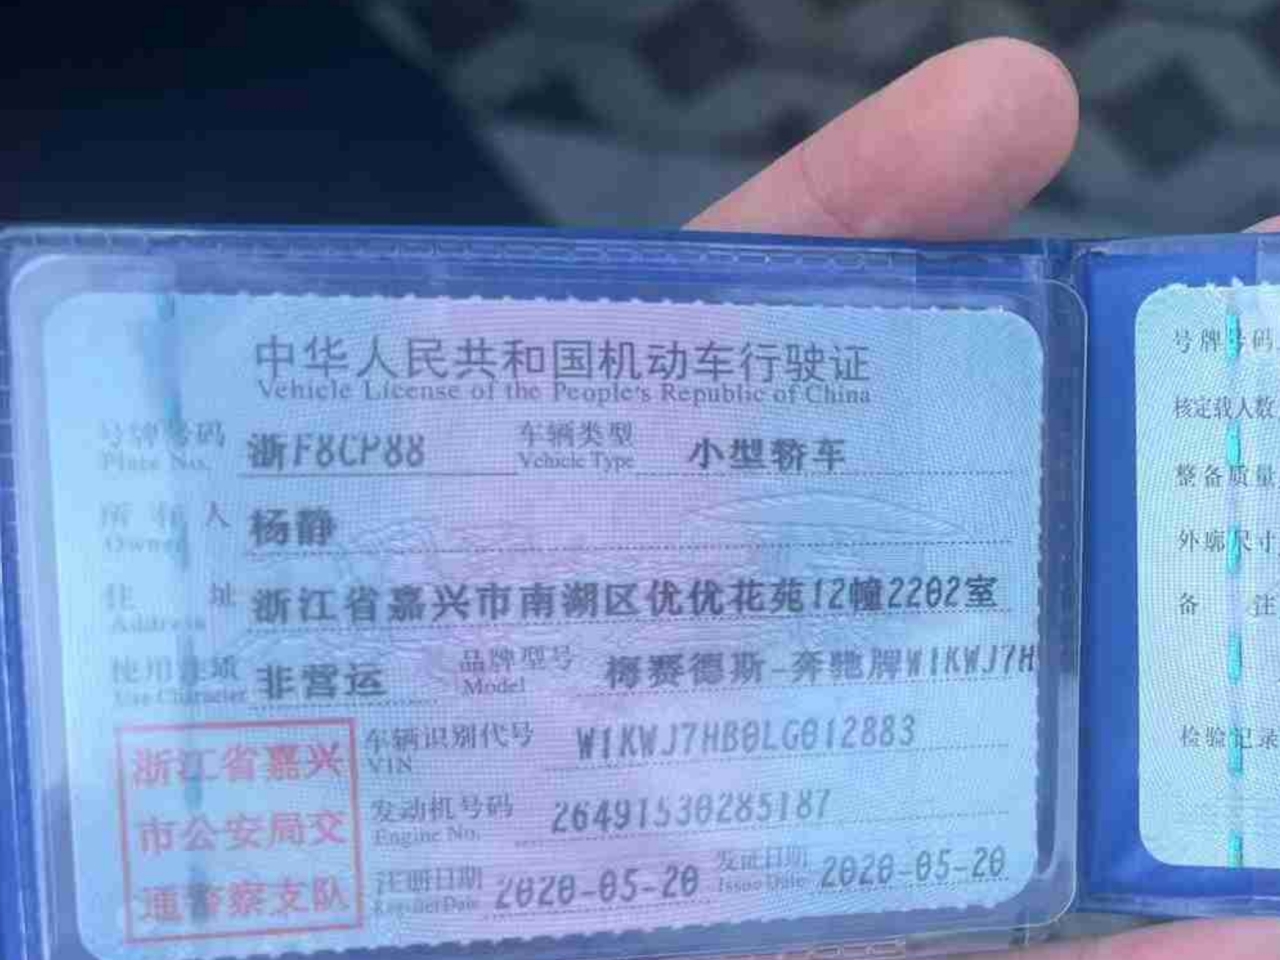 中华人民共和国机动车行驶证
Vehicle License of the People's Republic of China
号牌号码 浙F8CP88 车辆类型 小型轿车
Plate No. Vehicle Type
所有人 杨静
Owner
住址 浙江省嘉兴市南湖区优优花苑12幢2202室
Address
使用性质 非营运 品牌型号 梅赛德斯-奔驰牌W1KWJ7H
Use Character Model
车辆识别代号 W1KWJ7HB0LG012883
VIN
发动机号码 26491530285187
Engine No.
注册日期 2020-05-20 发证日期 2020-05-20
Register Date Issue Date
浙江省嘉兴
市公安局交
通警察支队
号牌号码
核定载人数
整备质量
外廓尺寸
备注
检验记录